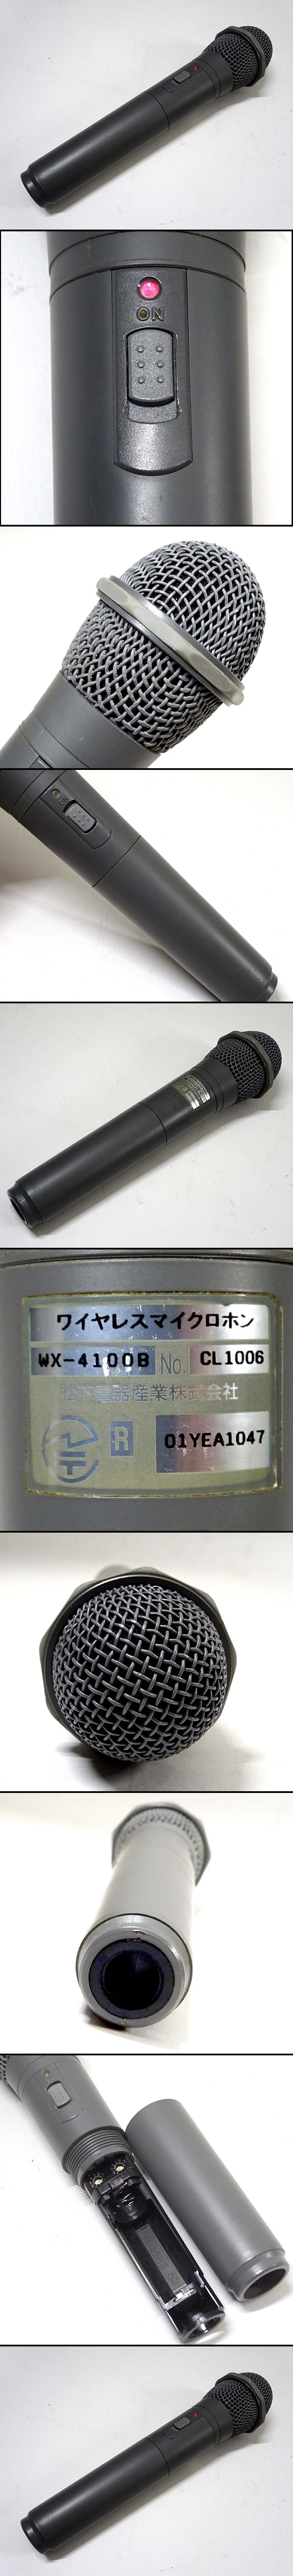 ON
ワイヤレスマイクロホン
WX-4100B No. CL1006
松下電器産業株式会社
R 01YEA1047